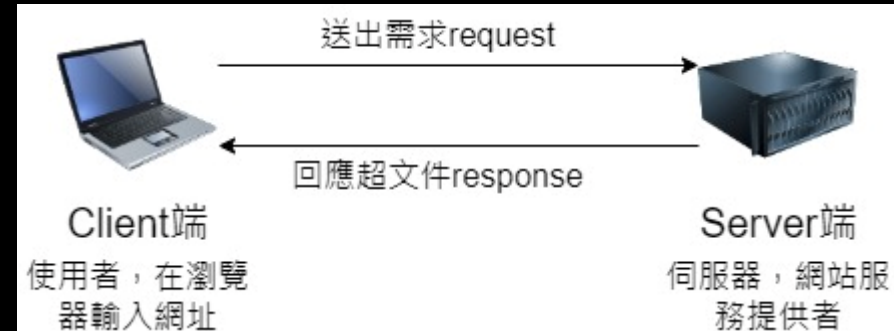 送出需求request
回應超文件response
Client端
使用者，在瀏覽
器輸入網址
Server端
伺服器，網站服
務提供者